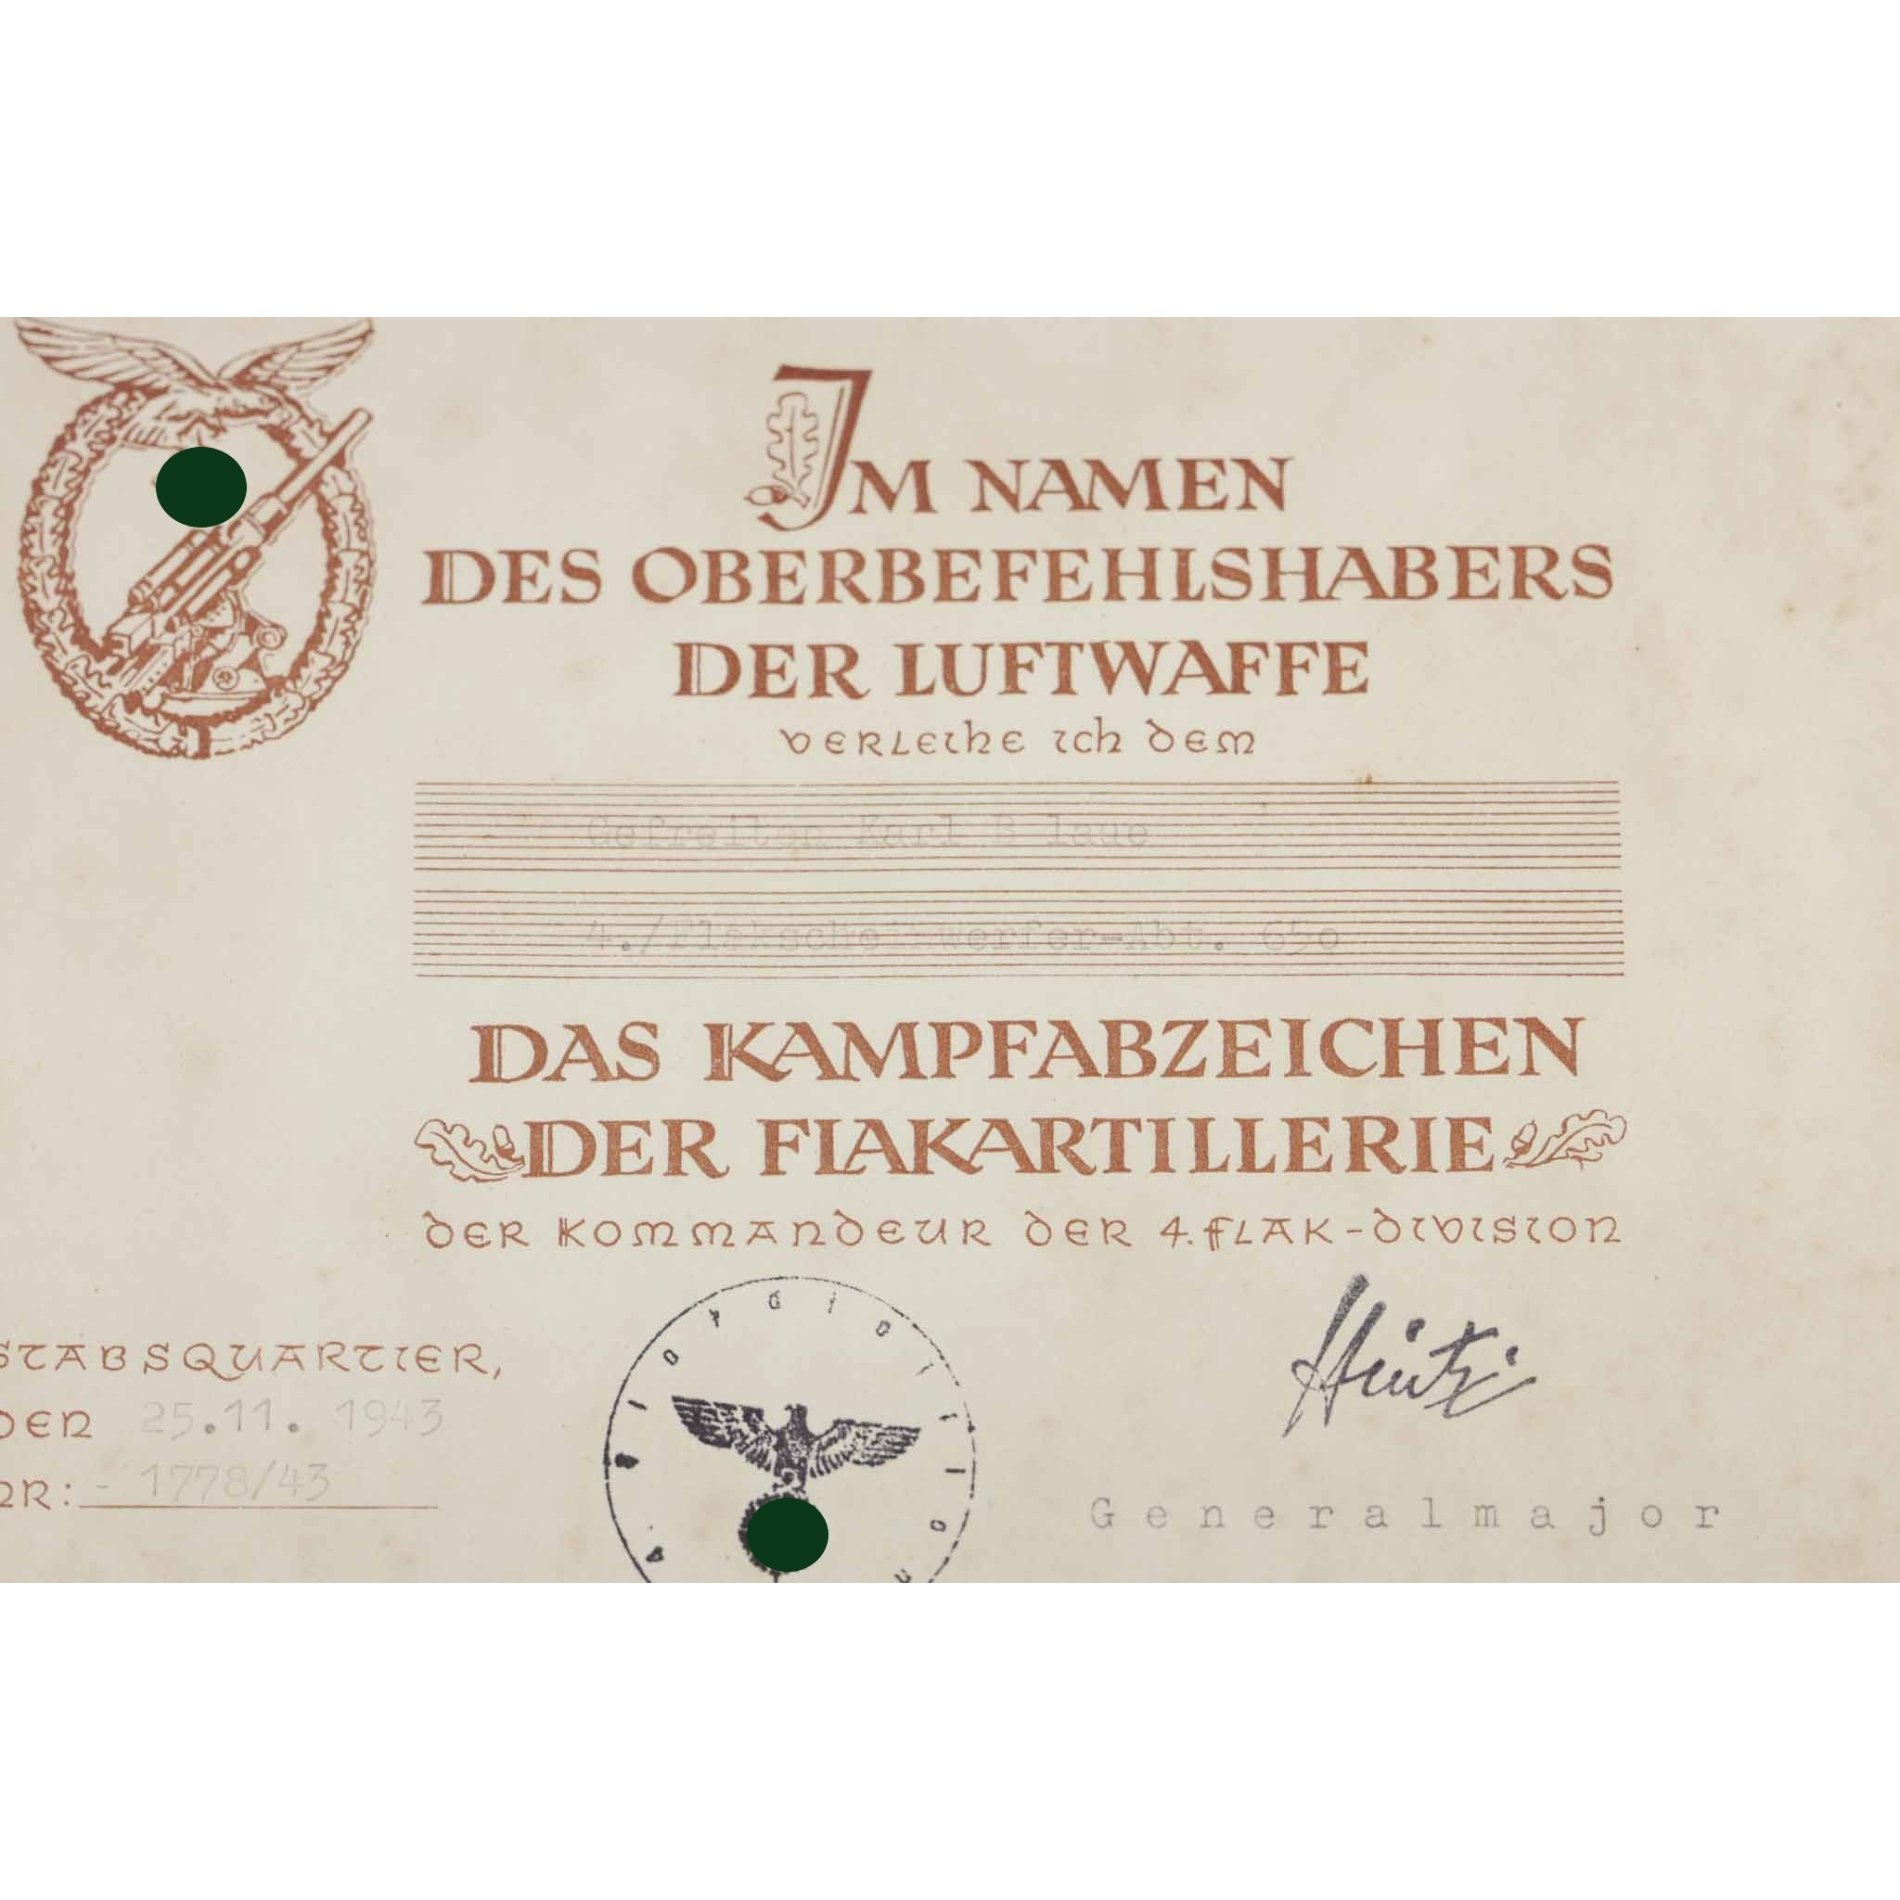 Im Namen
des Oberbefehlshabers
der Luftwaffe
verleihe ich dem
Gefreiten Karl B laue
4./Flakscheinwerfer-Abt. 650
das Kampfabzeichen
der Flakartillerie
der Kommandeur der 4. Flak-Division
Stabsquartier,
den 25.11. 1943
nr: - 1778/43
Generalmajor